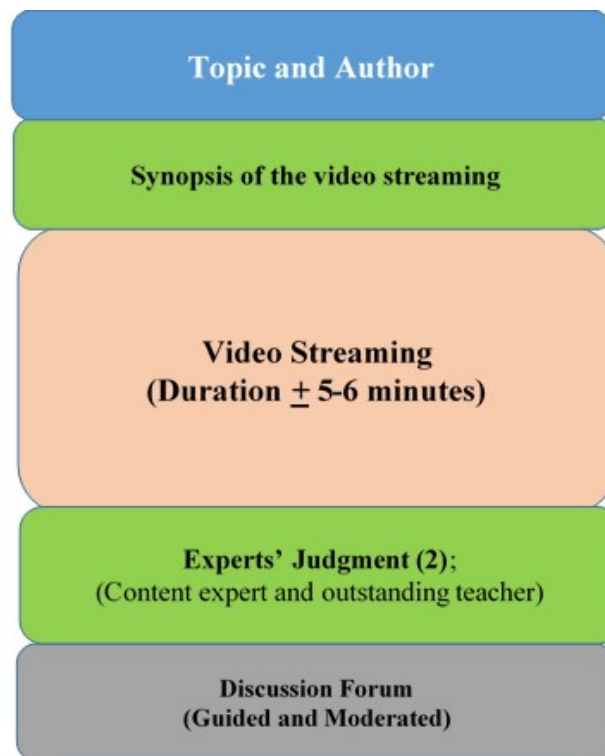 Topic and Author
Synopsis of the video streaming
Video Streaming
(Duration ± 5-6 minutes)
Experts’ Judgment (2);
(Content expert and outstanding teacher)
Discussion Forum
(Guided and Moderated)